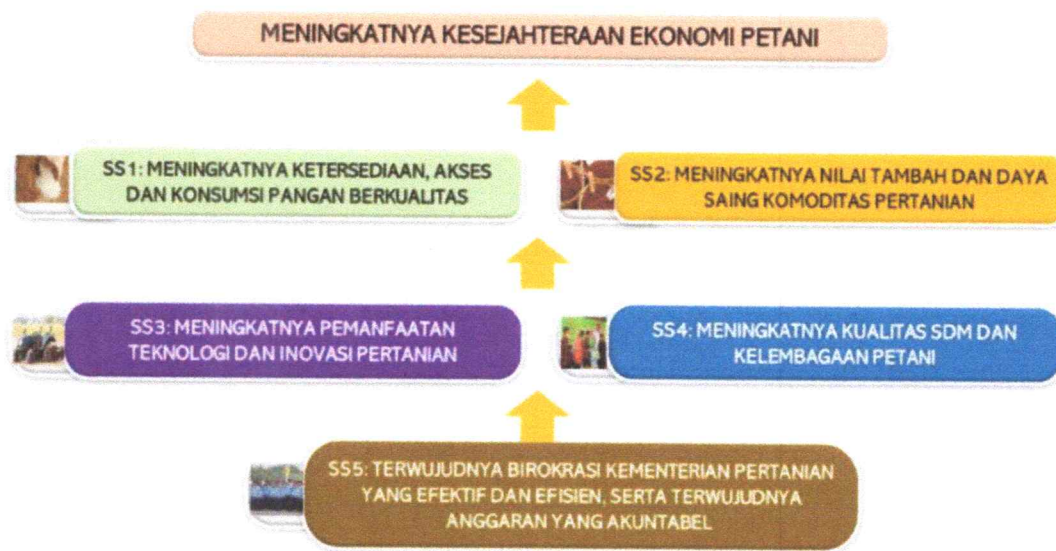 MENINGKATNYA KESEJAHTERAAN EKONOMI PETANI
SS1: MENINGKATNYA KETERSEDIAAN, AKSES
DAN KONSUMSI PANGAN BERKUALITAS
SS2: MENINGKATNYA NILAI TAMBAH DAN DAYA
SAING KOMODITAS PERTANIAN
SS3: MENINGKATNYA PEMANFAATAN
TEKNOLOGI DAN INOVASI PERTANIAN
SS4: MENINGKATNYA KUALITAS SDM DAN
KELEMBAGAAN PETANI
SS5: TERWUJUDNYA BIROKRASI KEMENTERIAN PERTANIAN
YANG EFEKTIF DAN EFISIEN, SERTA TERWUJUDNYA
ANGGARAN YANG AKUNTABEL